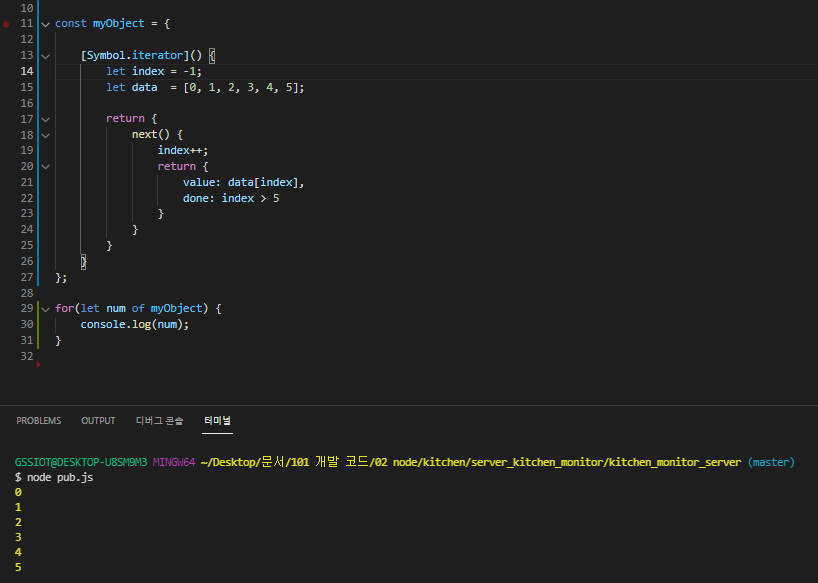 10
11 const myObject = {
12
13 [Symbol.iterator]() {
14 let index = -1;
15 let data  = [0, 1, 2, 3, 4, 5];
16
17 return {
18 next() {
19 index++;
20 return {
21 value: data[index],
22 done: index > 5
23 }
24 }
25 }
26 }
27 };
28
29 for(let num of myObject) {
30 console.log(num);
31 }
32
PROBLEMS OUTPUT 디버그 콘솔 터미널
GSSIOT@DESKTOP-U8SM9M3 MINGW64 ~/Desktop/문서/101 개발 코드/02 node/kitchen/server_kitchen_monitor/kitchen_monitor_server (master)
$ node pub.js
0
1
2
3
4
5